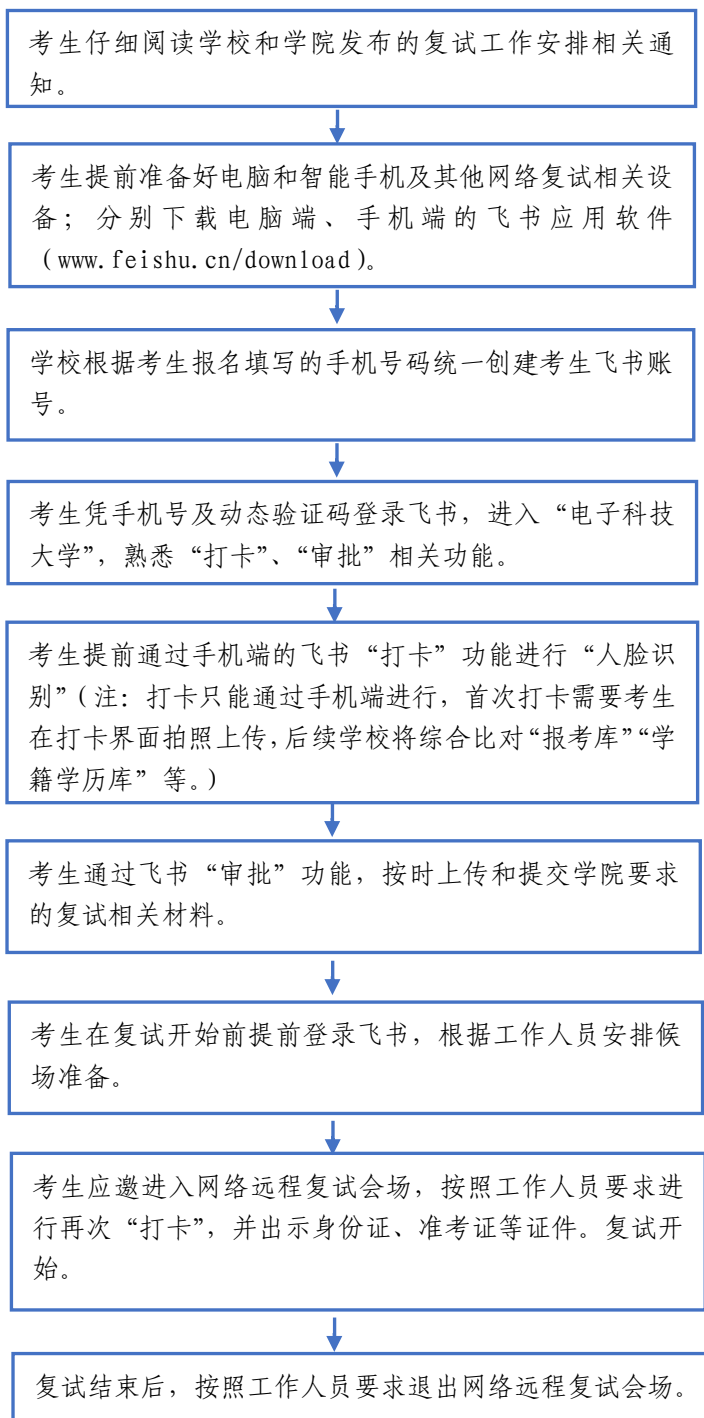 考生仔细阅读学校和学院发布的复试工作安排相关通
知。
考生提前准备好电脑和智能手机及其他网络复试相关设
备；分别下载电脑端、手机端的飞书应用软件
(www.feishu.cn/download)。
学校根据考生报名填写的手机号码统一创建考生飞书账
号。
考生凭手机号及动态验证码登录飞书，进入“电子科技
大学”，熟悉“打卡”、“审批”相关功能。
考生提前通过手机端的飞书“打卡”功能进行“人脸识
别”(注：打卡只能通过手机端进行，首次打卡需要考生
在打卡界面拍照上传，后续学校将综合比对“报考库”“学
籍学历库”等。)
考生通过飞书“审批”功能，按时上传和提交学院要求
的复试相关材料。
考生在复试开始前提前登录飞书，根据工作人员安排候
场准备。
考生应邀进入网络远程复试会场，按照工作人员要求进
行再次“打卡”，并出示身份证、准考证等证件。复试开
始。
复试结束后，按照工作人员要求退出网络远程复试会场。